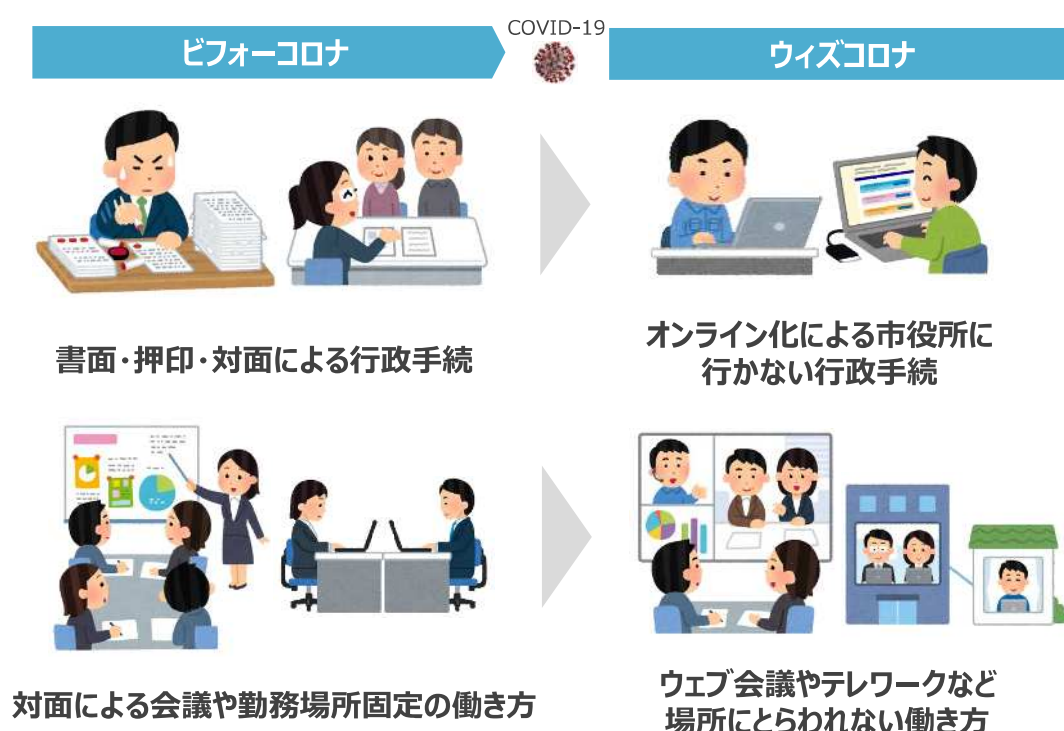 ビフォーコロナ
COVID-19
ウィズコロナ
書面・押印・対面による行政手続
オンライン化による市役所に
行かない行政手続
対面による会議や勤務場所固定の働き方
ウェブ会議やテレワークなど
場所にとらわれない働き方